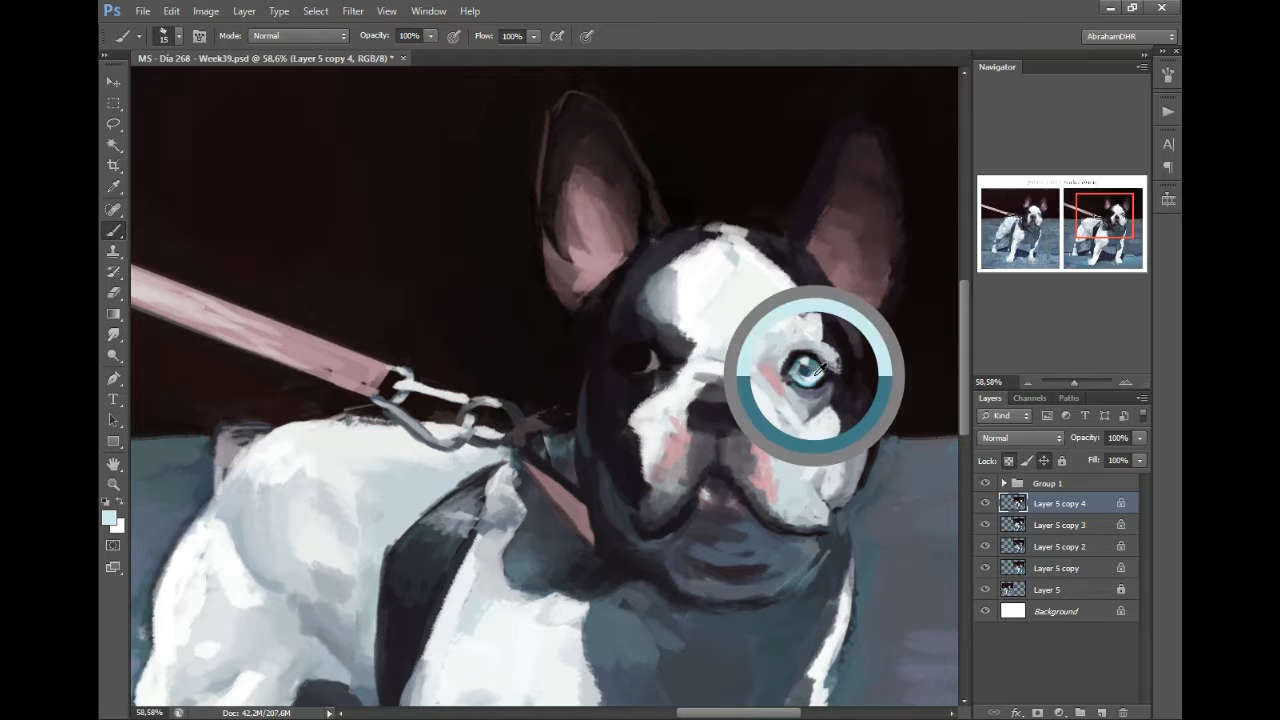 Ps File Edit Image Layer Type Select Filter View Window Help
15 Mode: Normal Opacity: 100% Flow: 100% AbrahamDHR
MS - Dia 268 - Week39.psd @ 58,6% (Layer 5 copy 4, RGB/8) *
Navigator
58,58%
Layers Channels Paths
Kind
Normal Opacity: 100%
Lock: Fill: 100%
Group 1
Layer 5 copy 4
Layer 5 copy 3
Layer 5 copy 2
Layer 5 copy
Layer 5
Background
58,58% Doc: 42,2M/207,6M